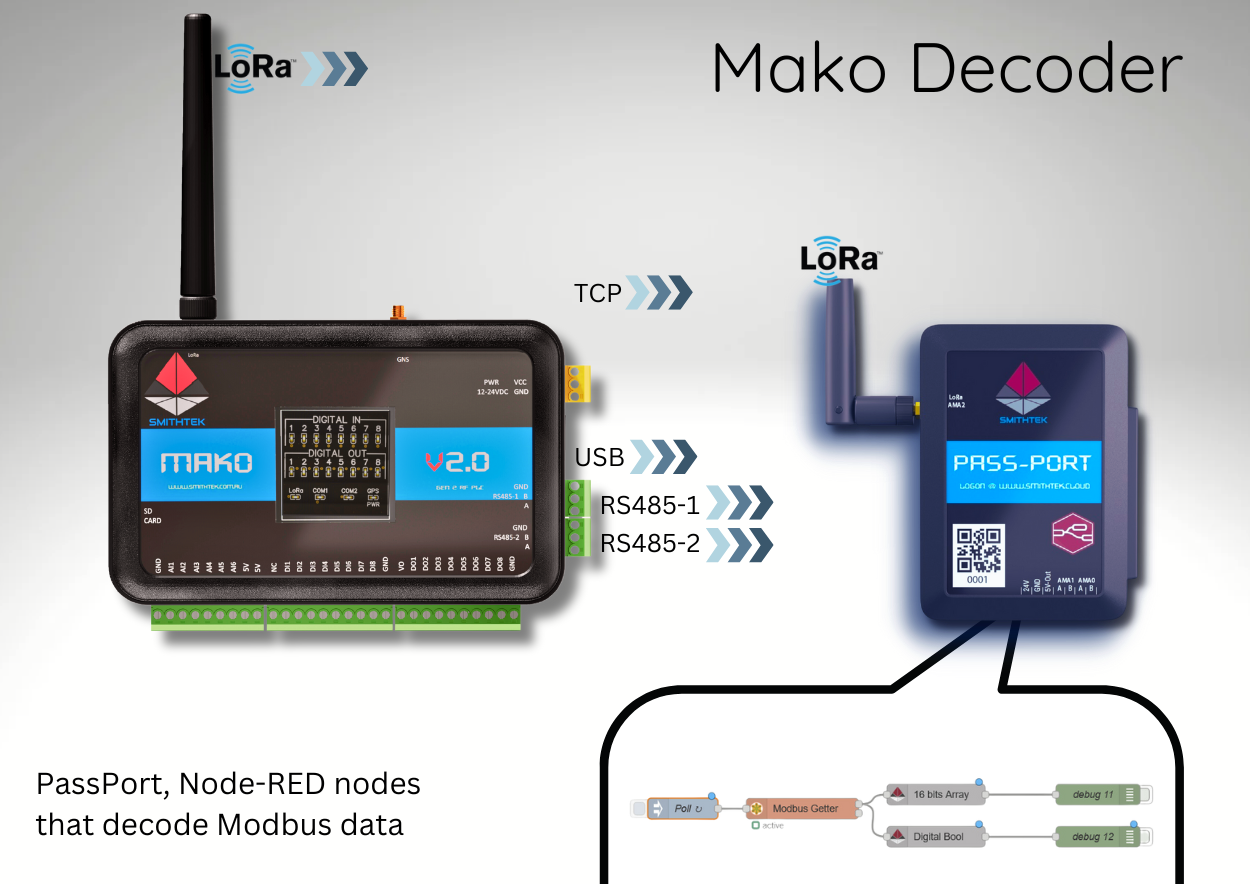 LoRa™
Mako Decoder
LoRa™
TCP
LoRa
GNS
PWR VCC
12-24VDC GND
SMITHTEK
DIGITAL IN
1 2 3 4 5 6 7 8
DIGITAL OUT
1 2 3 4 5 6 7 8
LoRa COM1 COM2 GPS
PWR
MAKO
WWW.SMITHTEK.COM.AU
v2.0
GEN 2 RF PLC
GND
RS485-1 B
A
GND
RS485-2 B
A
SD
CARD
GND AI1 AI2 AI3 AI4 AI5 AI6 5V 5V NC DI1 DI2 DI3 DI4 DI5 DI6 DI7 DI8 GND VO DO1 DO2 DO3 DO4 DO5 DO6 DO7 DO8 GND
USB
RS485-1
RS485-2
LoRa
AMA2
SMITHTEK
PASS-PORT
LOGON @ WWW.SMITHTEK.CLOUD
0001
24V GND 5V-Out
AMA1 AMA0
A B A B
PassPort, Node-RED nodes
that decode Modbus data
Poll ↻
Modbus Getter
active
16 bits Array
debug 11
Digital Bool
debug 12